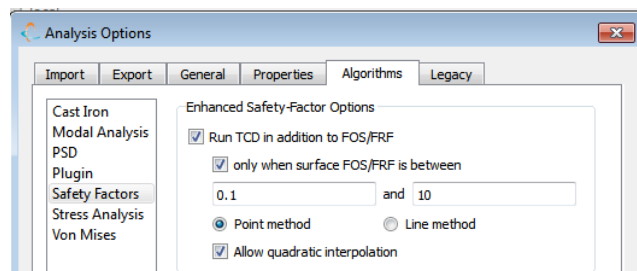 Analysis Options
Import Export General Properties Algorithms Legacy
Cast Iron
Modal Analysis
PSD
Plugin
Safety Factors
Stress Analysis
Von Mises
Enhanced Safety-Factor Options
Run TCD in addition to FOS/FRF
only when surface FOS/FRF is between
0.1 and 10
Point method Line method
Allow quadratic interpolation